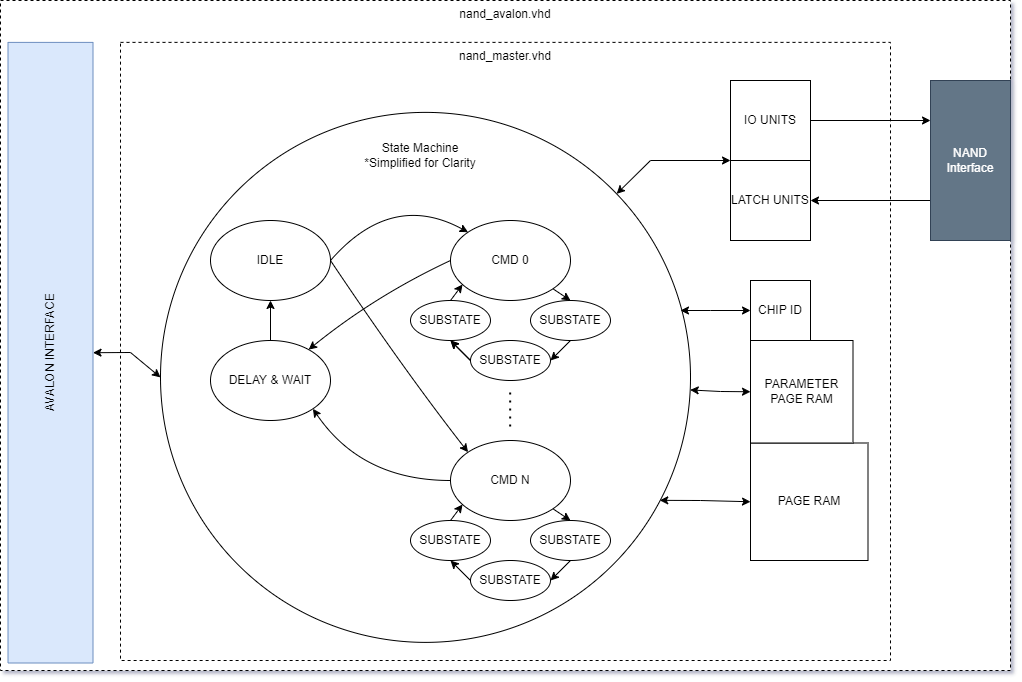 nand_avalon.vhd
nand_master.vhd
AVALON INTERFACE
State Machine
*Simplified for Clarity
IDLE
CMD 0
SUBSTATE
SUBSTATE
SUBSTATE
DELAY & WAIT
CMD N
SUBSTATE
SUBSTATE
SUBSTATE
IO UNITS
LATCH UNITS
NAND
Interface
CHIP ID
PARAMETER
PAGE RAM
PAGE RAM